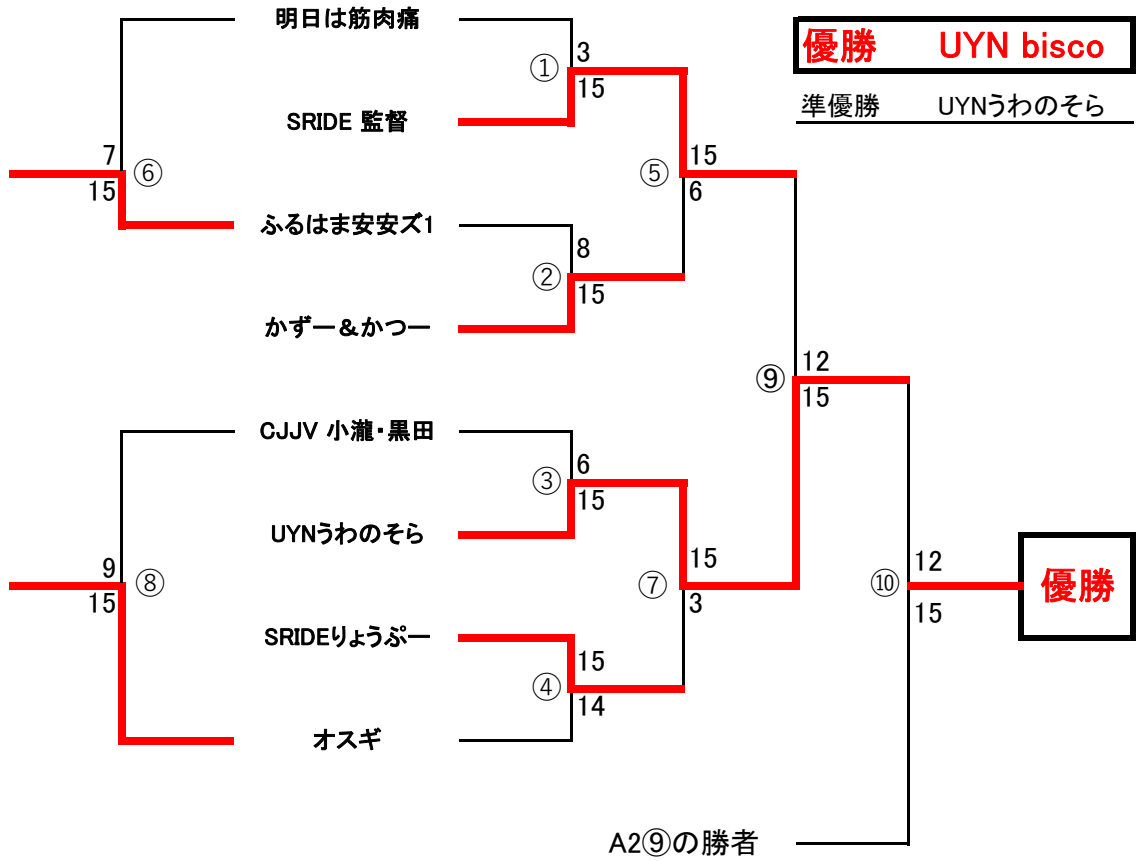 明日は筋肉痛
優勝 UYN bisco
3
①
15
準優勝 UYNうわのそら
SRIDE 監督
7
15
⑥
⑤
15
6
ふるはま安安ズ1
8
②
15
かずー&かつー
12
⑨
15
CJJV 小瀧・黒田
6
③
15
UYNうわのそら
9
15
12
⑧
⑦
3
⑩
優勝
15
SRIDEりょうぷー
15
④
14
オスギ
A2⑨の勝者